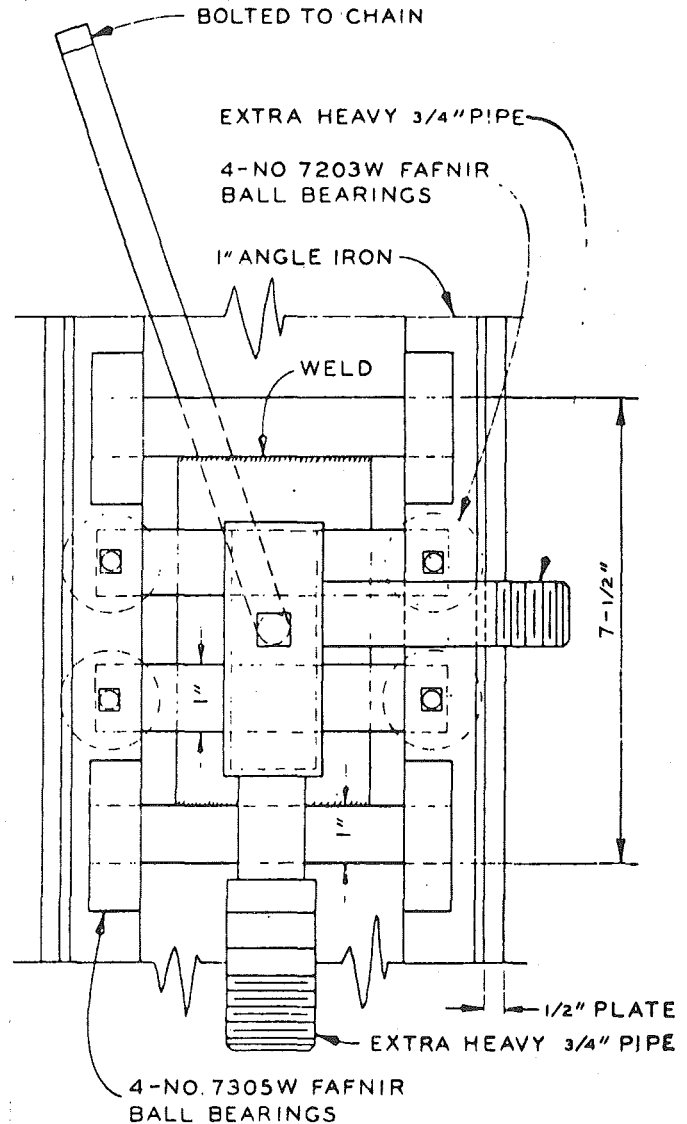 BOLTED TO CHAIN
EXTRA HEAVY 3/4" PIPE
4-NO 7203W FAFNIR
BALL BEARINGS
1" ANGLE IRON
WELD
7-1/2"
1"
1"
1/2" PLATE
EXTRA HEAVY 3/4" PIPE
4-NO. 7305W FAFNIR
BALL BEARINGS